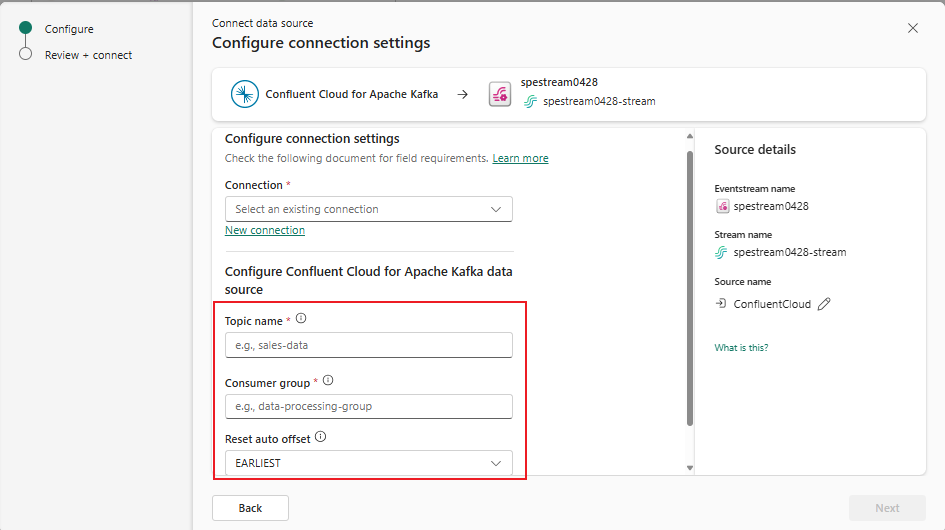 Configure
Review + connect
Connect data source
Configure connection settings
Confluent Cloud for Apache Kafka
spestream0428
spestream0428-stream
Configure connection settings
Check the following document for field requirements. Learn more
Connection *
Select an existing connection
New connection
Configure Confluent Cloud for Apache Kafka data
source
Topic name *
e.g., sales-data
Consumer group *
e.g., data-processing-group
Reset auto offset
EARLIEST
Source details
Eventstream name
spestream0428
Stream name
spestream0428-stream
Source name
ConfluentCloud
What is this?
Back
Next